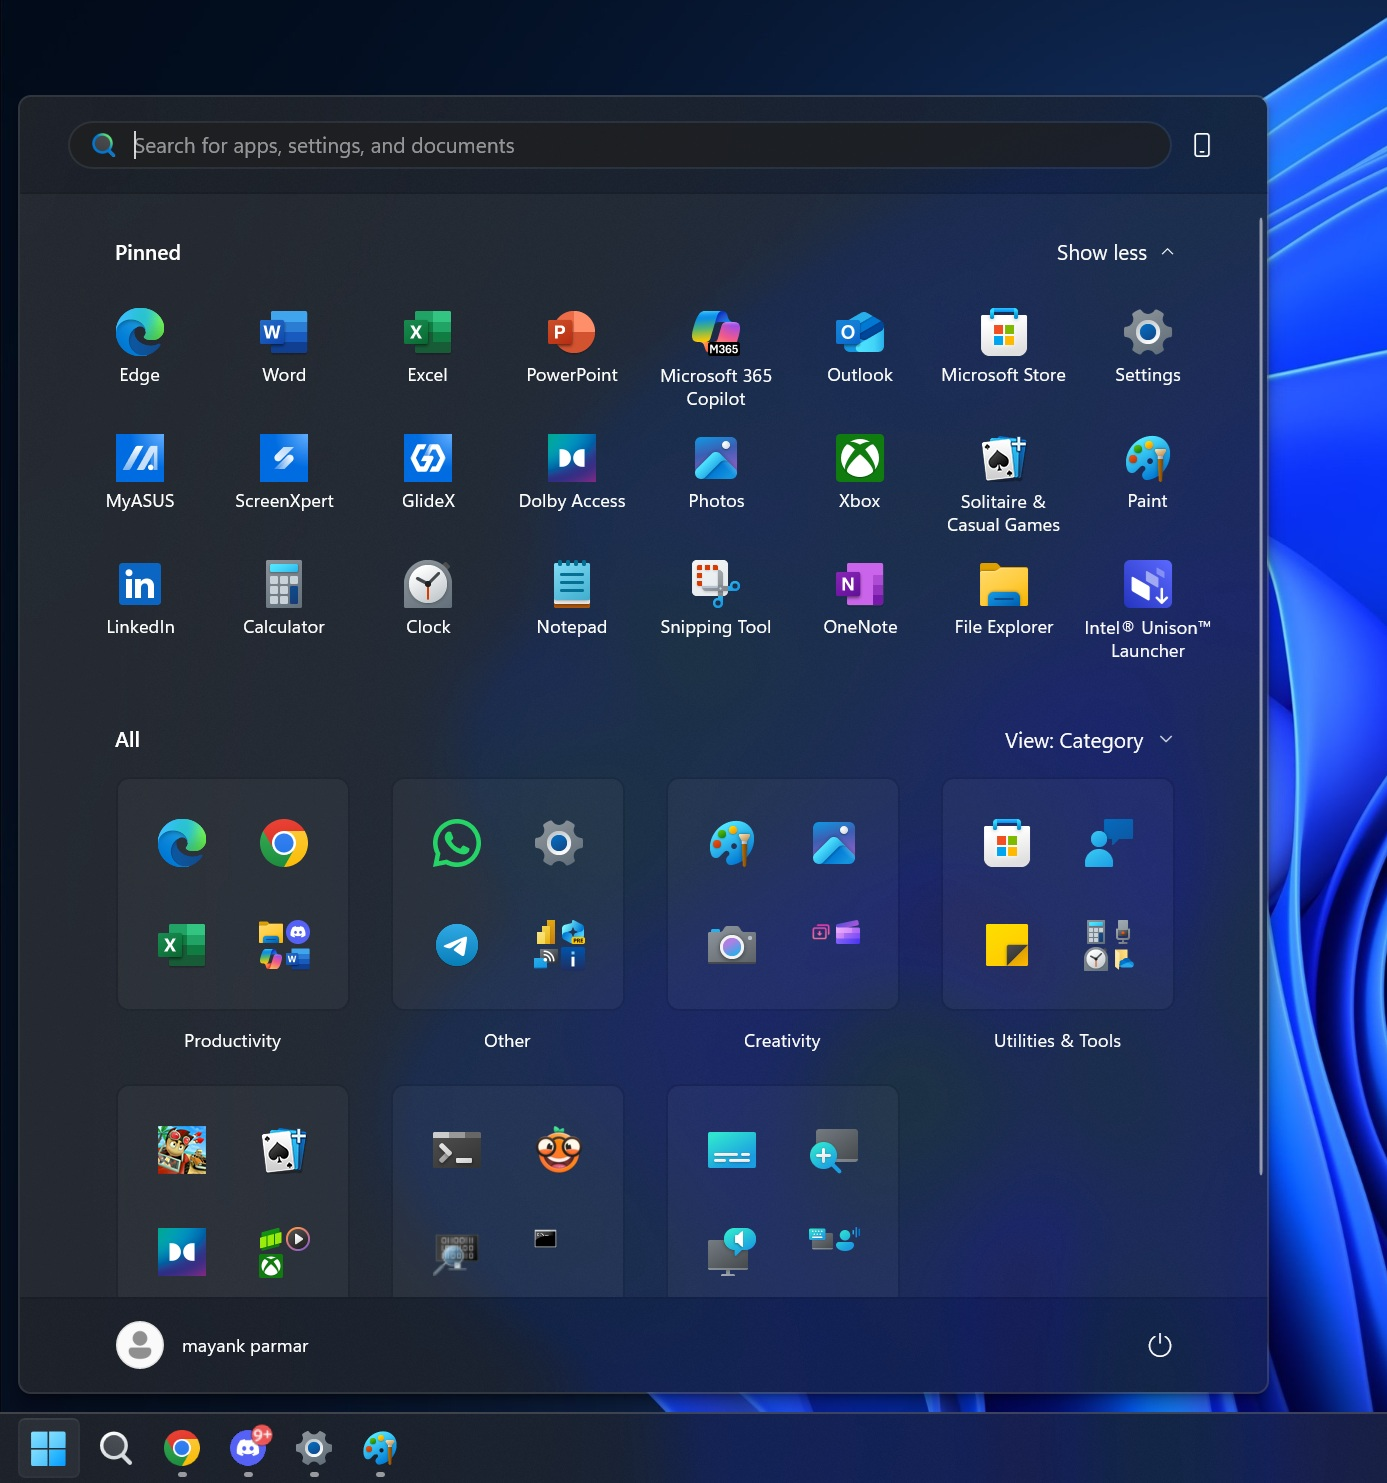 Search for apps, settings, and documents
Pinned
Show less
Edge
Word
Excel
PowerPoint
M365
Microsoft 365
Copilot
Outlook
Microsoft Store
Settings
MyASUS
ScreenXpert
GlideX
Dolby Access
Photos
Xbox
Solitaire &
Casual Games
Paint
LinkedIn
Calculator
Clock
Notepad
Snipping Tool
OneNote
File Explorer
Intel® Unison™
Launcher
All
View: Category
PRE
Productivity
Other
Creativity
Utilities & Tools
mayank parmar
9+